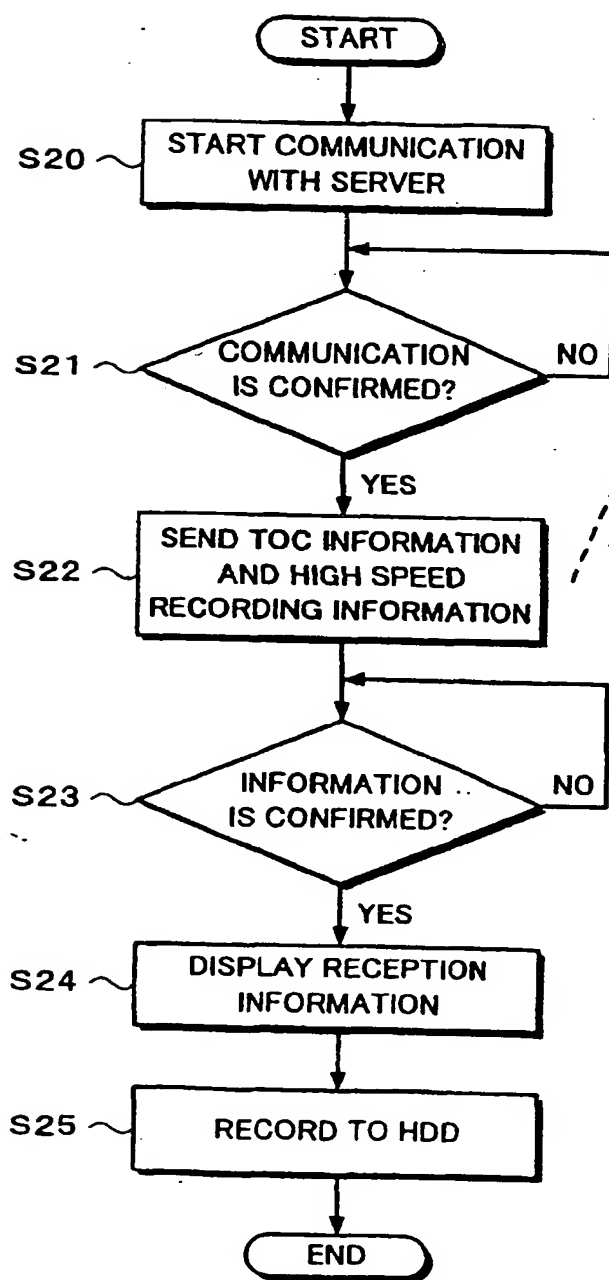 START
S20
START COMMUNICATION
WITH SERVER
S21
COMMUNICATION
IS CONFIRMED?
NO
YES
S22
SEND TOC INFORMATION
AND HIGH SPEED
RECORDING INFORMATION
S23
INFORMATION
IS CONFIRMED?
NO
YES
S24
DISPLAY RECEPTION
INFORMATION
S25
RECORD TO HDD
END